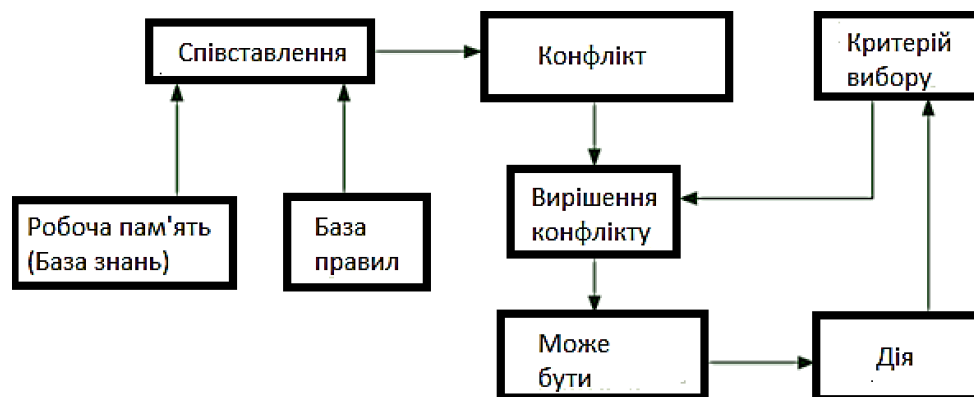 Співставлення
Конфлікт
Критерій
вибору
Робоча пам'ять
(База знань)
База
правил
Вирішення
конфлікту
Може
бути
Дія